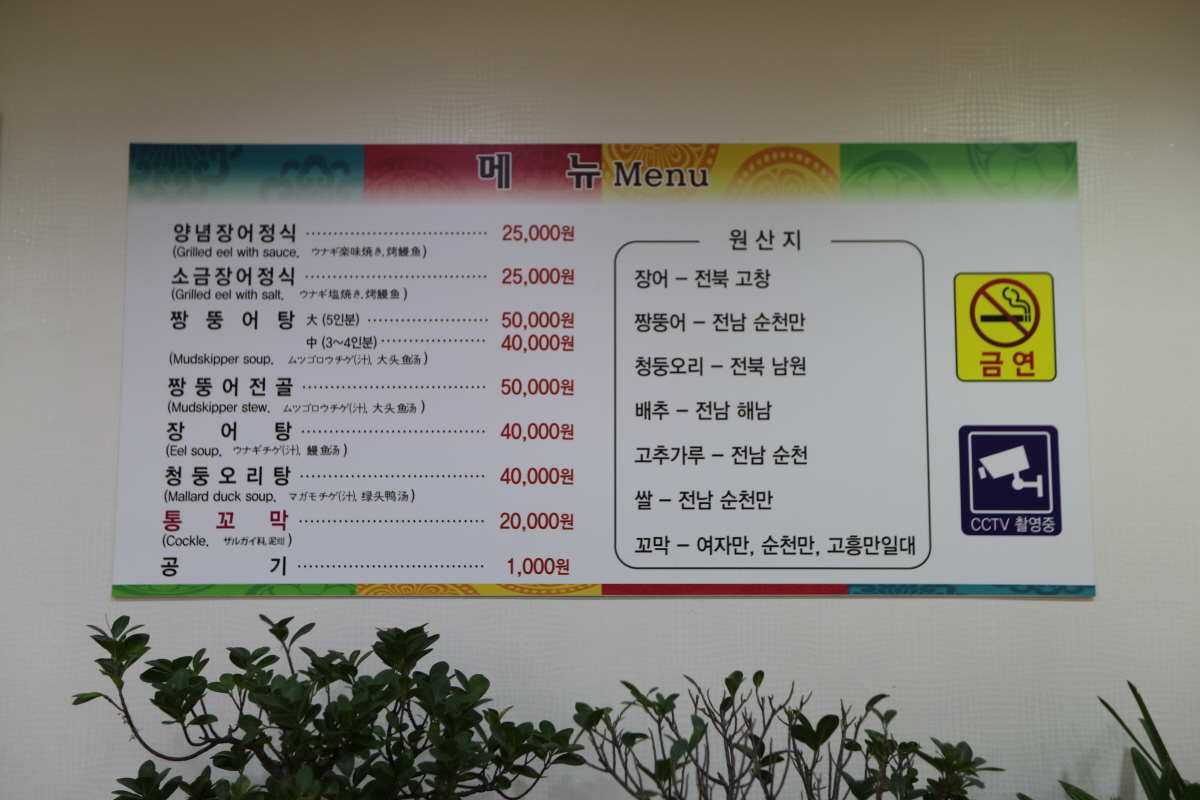 메 뉴 Menu
양념장어정식 25,000원
(Grilled eel with sauce. ウナギ楽味焼き, 烤鳗鱼)
소금장어정식 25,000원
(Grilled eel with salt. ウナギ塩焼き, 烤鳗鱼)
짱 뚱 어 탕 大 (5인분) 50,000원
中 (3~4인분) 40,000원
(Mudskipper soup. ムツゴロウチゲ(汁), 大头鱼汤)
짱 뚱 어 전 골 50,000원
(Mudskipper stew. ムツゴロウチゲ(汁), 大头鱼汤)
장 어 탕 40,000원
(Eel soup. ウナギチゲ(汁), 鳗鱼汤)
청 둥 오 리 탕 40,000원
(Mallard duck soup. マガモチゲ(汁), 绿头鸭汤)
통 꼬 막 20,000원
(Cockle. ザルガイ科, 泥蚶)
공 기 1,000원
원 산 지
장어 - 전북 고창
짱뚱어 - 전남 순천만
청둥오리 - 전북 남원
배추 - 전남 해남
고추가루 - 전남 순천
쌀 - 전남 순천만
꼬막 - 여자만, 순천만, 고흥만일대
금연
CCTV 촬영중